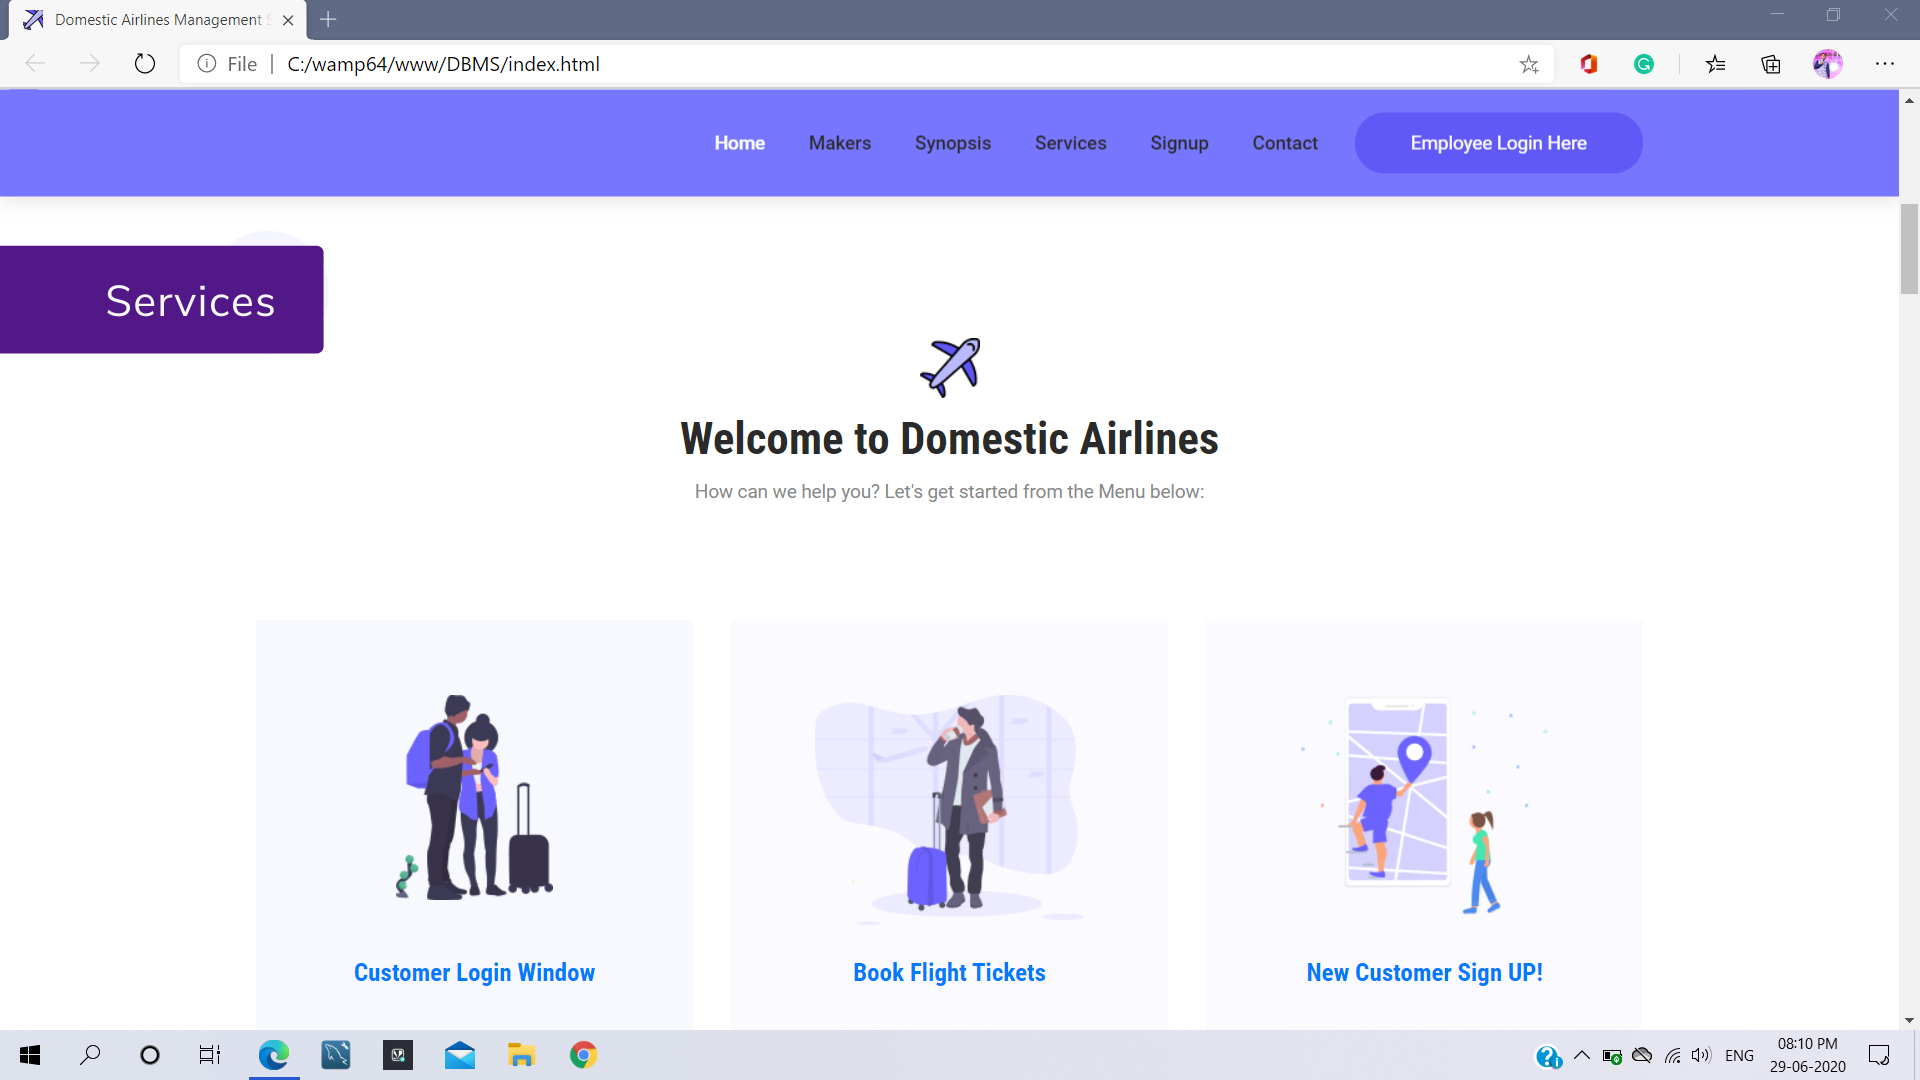 Domestic Airlines Management
File
C:/wamp64/www/DBMS/index.html
Home Makers Synopsis Services Signup Contact Employee Login Here
Services
Welcome to Domestic Airlines
How can we help you? Let's get started from the Menu below:
Customer Login Window
Book Flight Tickets
New Customer Sign UP!
ENG
08:10 PM
29-06-2020